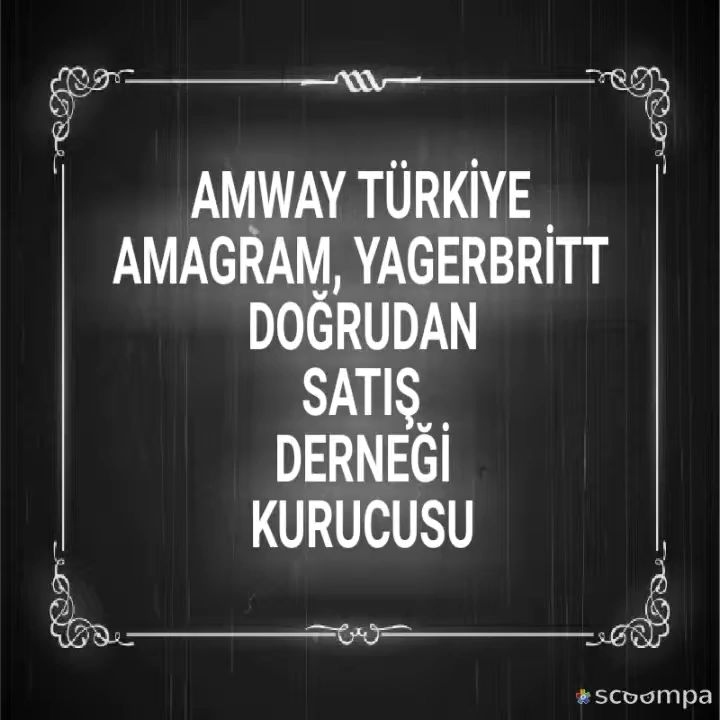 AMWAY TÜRKİYE
AMAGRAM, YAGERBRİTT
DOĞRUDAN
SATIŞ
DERNEĞİ
KURUCUSU
scoompa